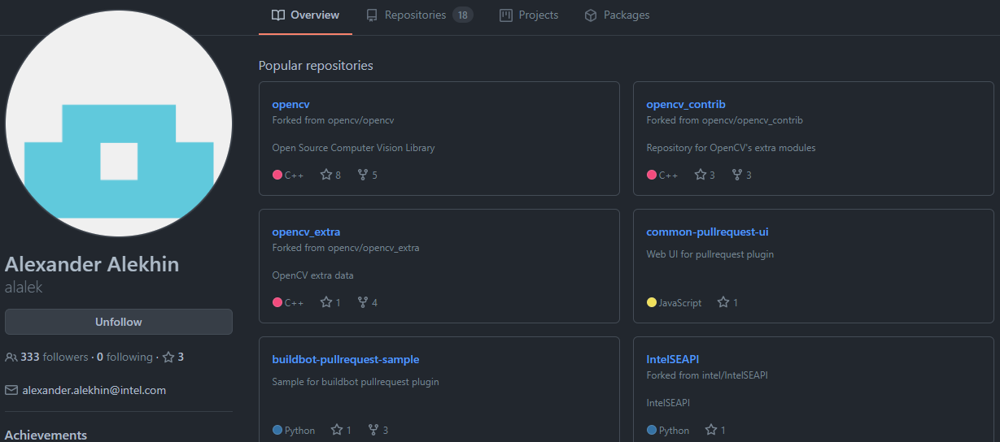 Overview Repositories 18 Projects Packages
Alexander Alekhin
alalek
Unfollow
333 followers · 0 following · 3
alexander.alekhin@intel.com
Achievements
Popular repositories
opencv
Forked from opencv/opencv
Open Source Computer Vision Library
C++ 8 5
opencv_contrib
Forked from opencv/opencv_contrib
Repository for OpenCV's extra modules
C++ 3 3
opencv_extra
Forked from opencv/opencv_extra
OpenCV extra data
C++ 1 4
common-pullrequest-ui
Web UI for pullrequest plugin
JavaScript 1
buildbot-pullrequest-sample
Sample for buildbot pullrequest plugin
Python 1 3
IntelSEAPI
Forked from intel/IntelSEAPI
IntelSEAPI
Python 1